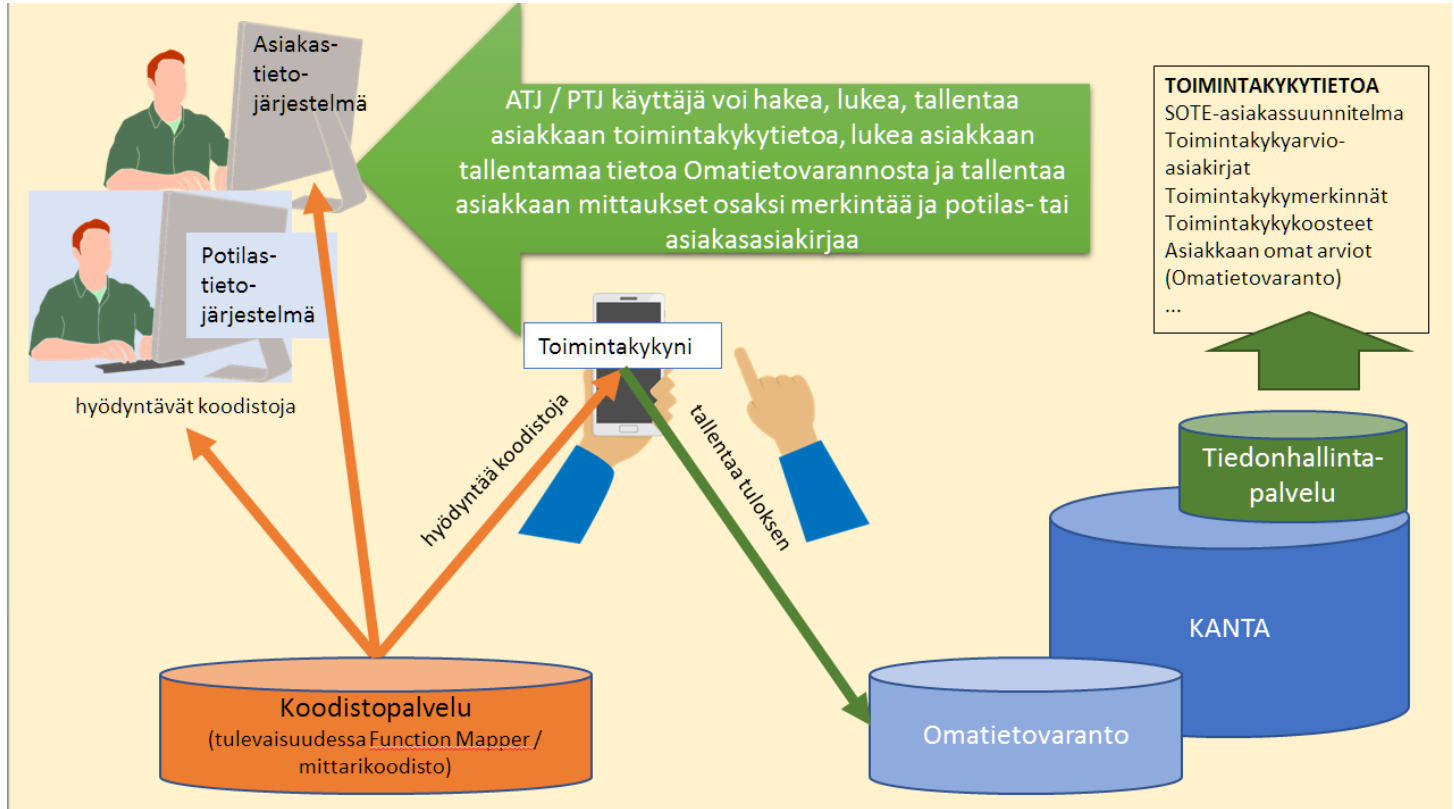 Asiakas-
tieto-
järjestelmä
Potilas-
tieto-
järjestelmä
hyödyntävät koodistoja
ATJ / PTJ käyttäjä voi hakea, lukea, tallentaa
asiakkaan toimintakykytietoa, lukea asiakkaan
tallentamaa tietoa Omatietovarannosta ja tallentaa
asiakkaan mittaukset osaksi merkintää ja potilas- tai
asiakasasiakirjaa
TOIMINTAKYKYTIETOA
SOTE-asiakassuunnitelma
Toimintakykyarvio-
asiakirjat
Toimintakykymerkinnät
Toimintakykykoosteet
Asiakkaan omat arviot
(Omatietovaranto)
...
Toimintakykyni
hyödyntää koodistoja
tallentaa tuloksen
Tiedonhallinta-
palvelu
KANTA
Omatietovaranto
Koodistopalvelu
(tulevaisuudessa Function Mapper /
mittarikoodisto)